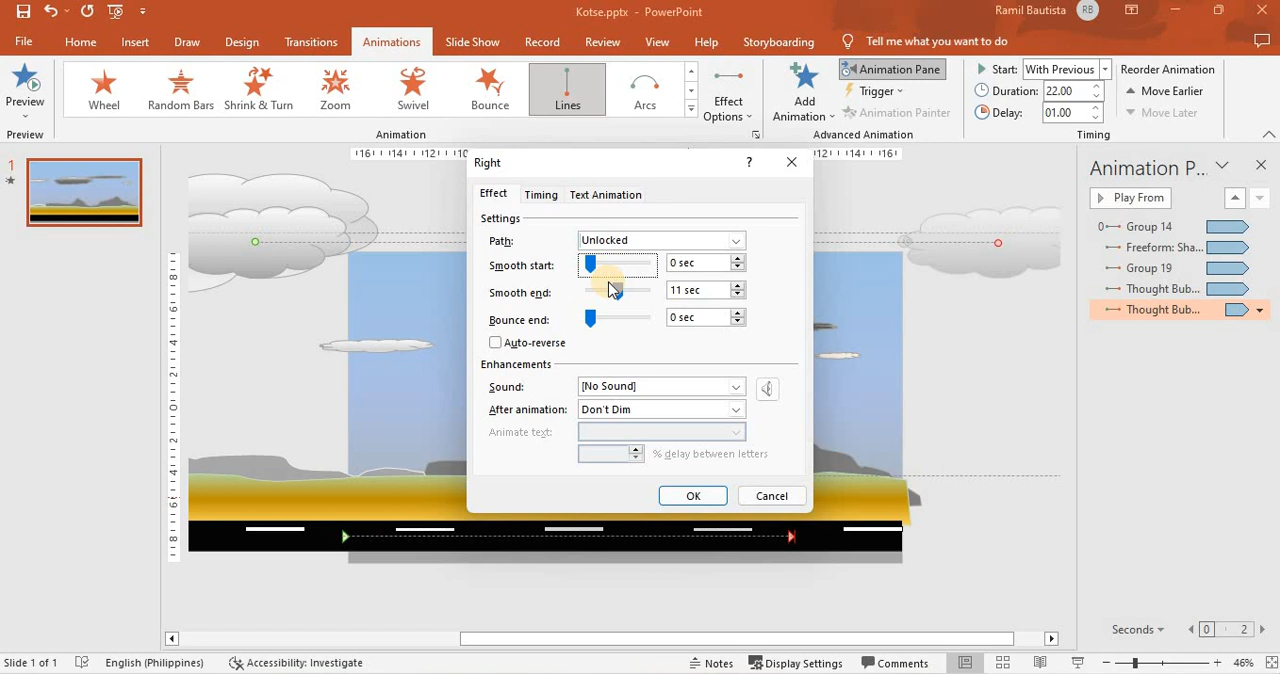 Kotse.pptx - PowerPoint
Ramil Bautista RB
File Home Insert Draw Design Transitions Animations Slide Show Record Review View Help Storyboarding Tell me what you want to do
Preview
Wheel Random Bars Shrink & Turn Zoom Swivel Bounce Lines Arcs
Effect Options
Add Animation
Animation Pane
Trigger
Animation Painter
Start: With Previous
Duration: 22.00
Delay: 01.00
Reorder Animation
Move Earlier
Move Later
Preview Animation Advanced Animation Timing
1
Right ?
Effect Timing Text Animation
Settings
Path: Unlocked
Smooth start: 0 sec
Smooth end: 11 sec
Bounce end: 0 sec
Auto-reverse
Enhancements
Sound: [No Sound]
After animation: Don't Dim
Animate text:
% delay between letters
OK Cancel
Animation P...
Play From
0 Group 14
Freeform: Sha...
Group 19
Thought Bub...
Thought Bub...
Seconds 0 2
Slide 1 of 1 English (Philippines) Accessibility: Investigate Notes Display Settings Comments 46%